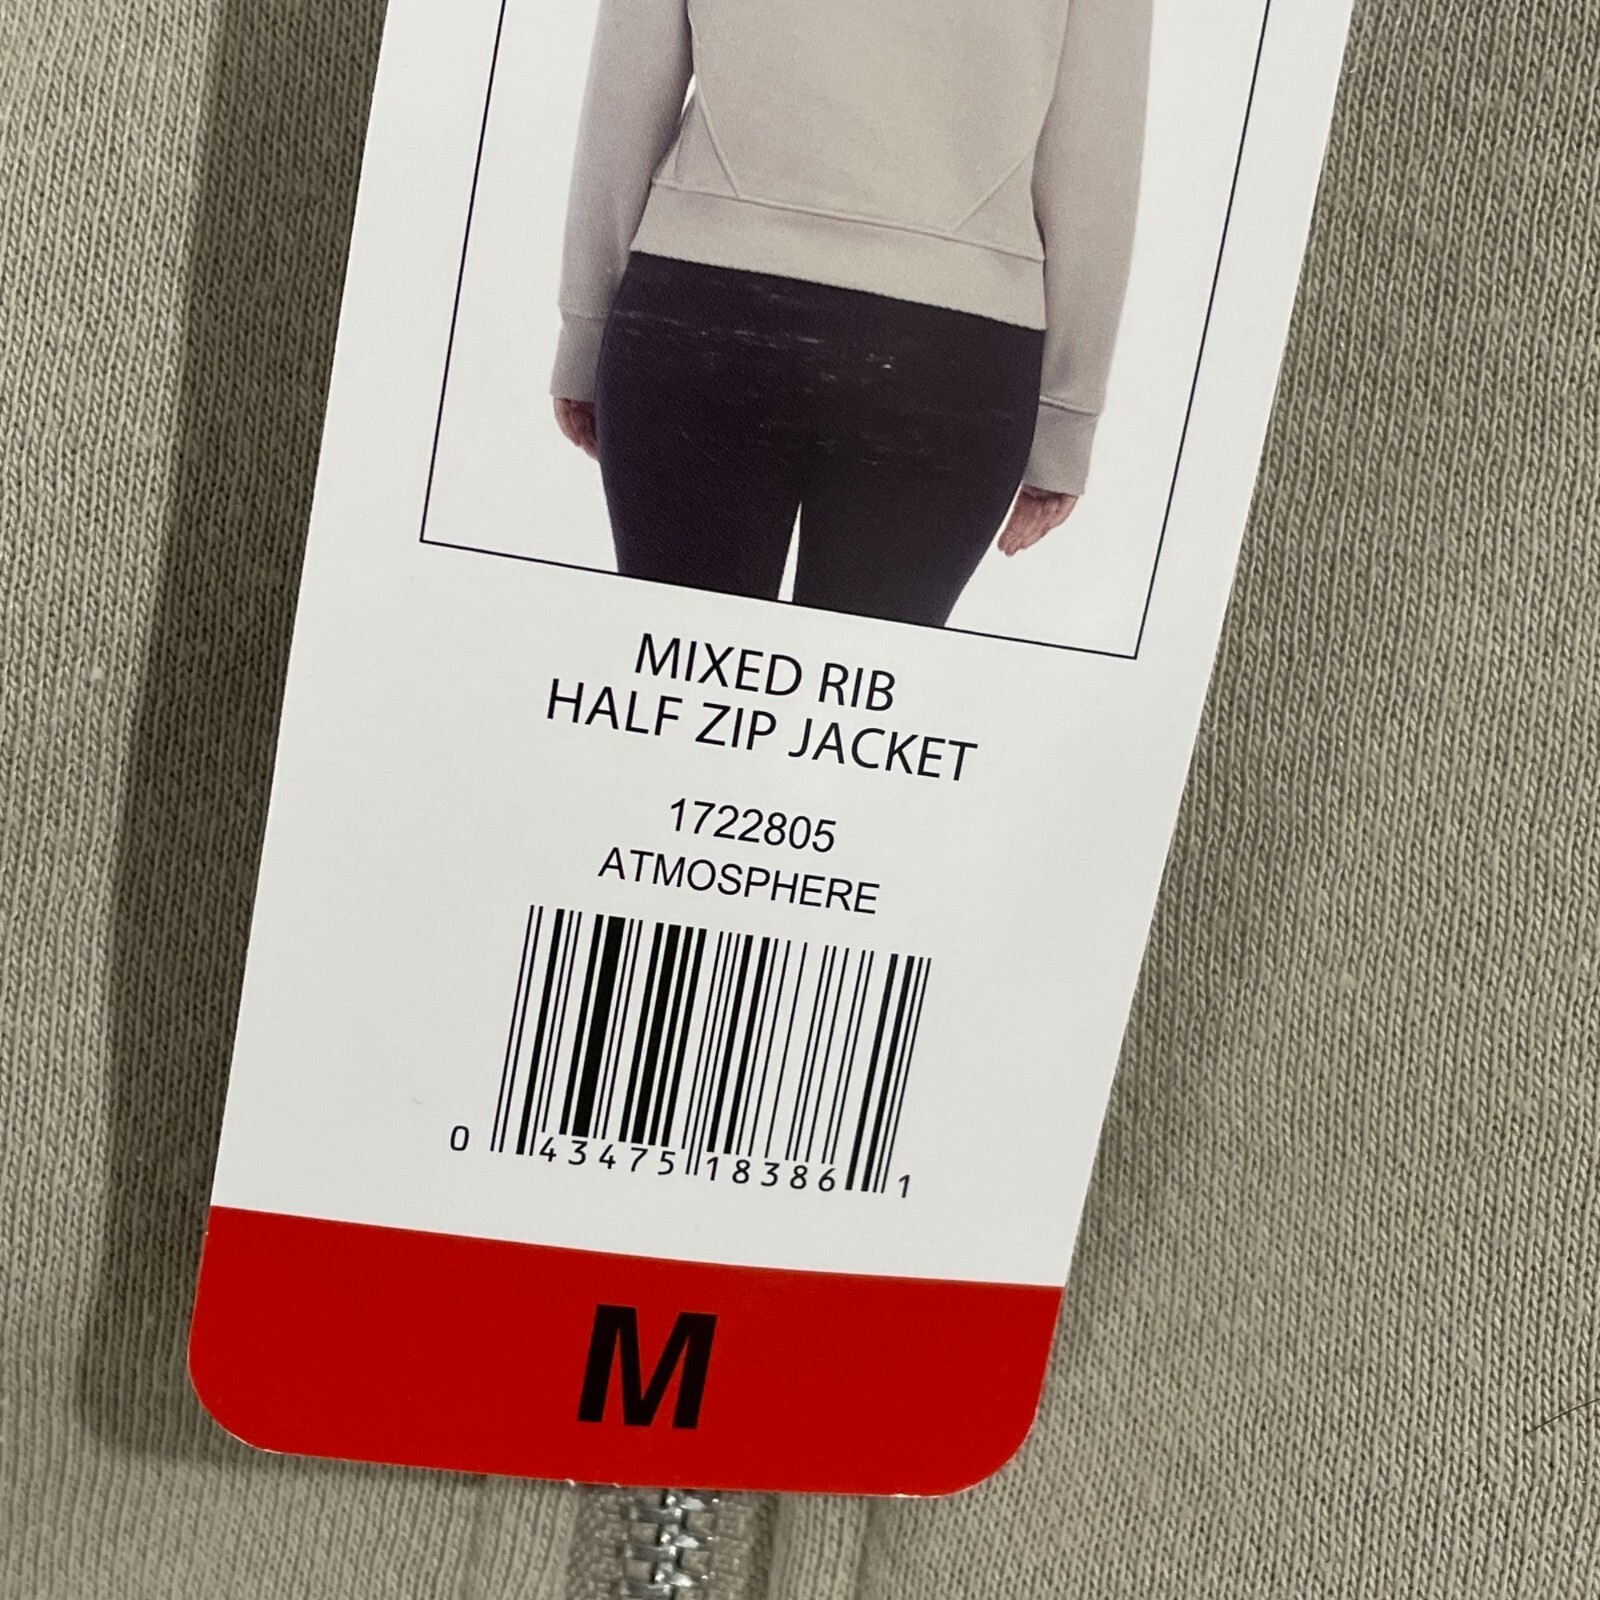 MIXED RIB
HALF ZIP JACKET
1722805
ATMOSPHERE
0 43475 18386 1
M